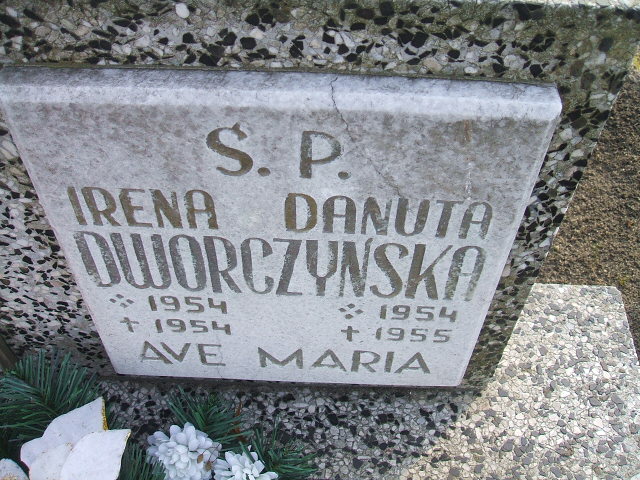 Ś. P.
IRENA DANUTA
DWORCZYŃSKA
* 1954 * 1954
✝ 1954 ✝ 1955
AVE MARIA